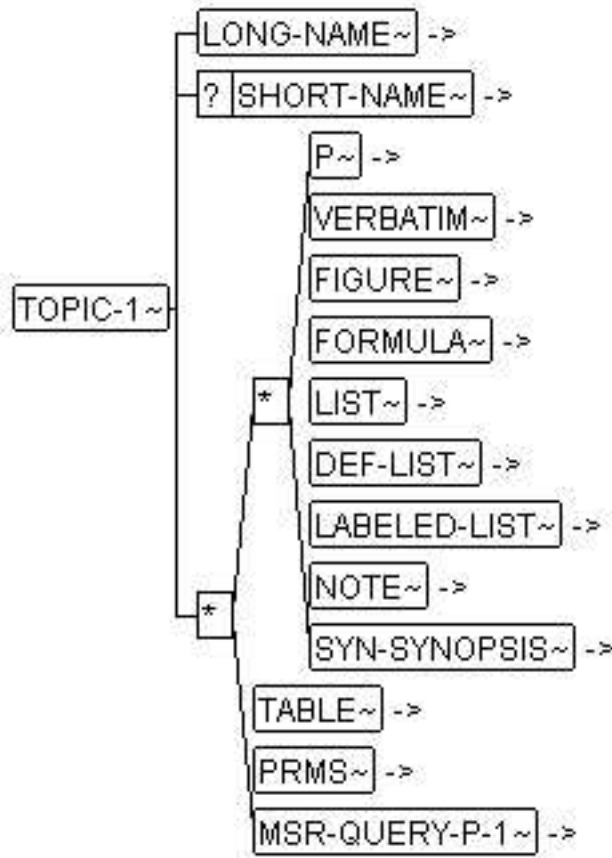 LONG-NAME~ ->
? SHORT-NAME~ ->
P~ ->
VERBATIM~ ->
FIGURE~ ->
TOPIC-1~
FORMULA~ ->
* LIST~ ->
DEF-LIST~ ->
LABELED-LIST~ ->
NOTE~ ->
*
SYN-SYNOPSIS~ ->
TABLE~ ->
PRMS~ ->
MSR-QUERY-P-1~ ->